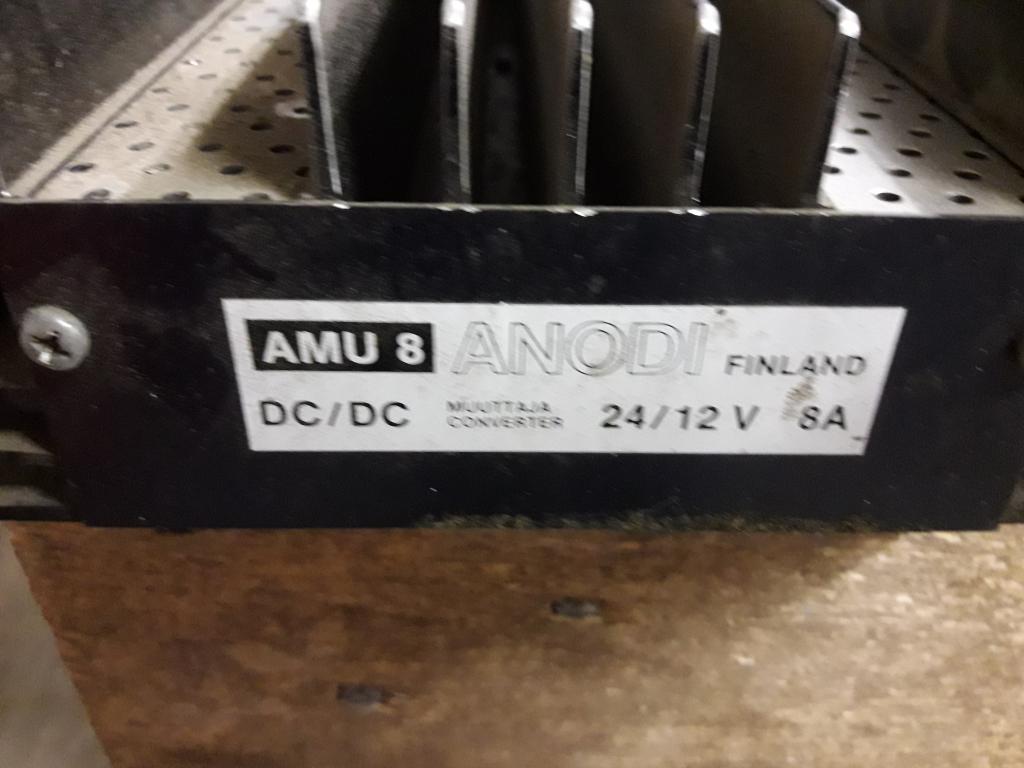 AMU 8 ANODI FINLAND
DC/DC MUUTTAJA CONVERTER 24/12 V 8A